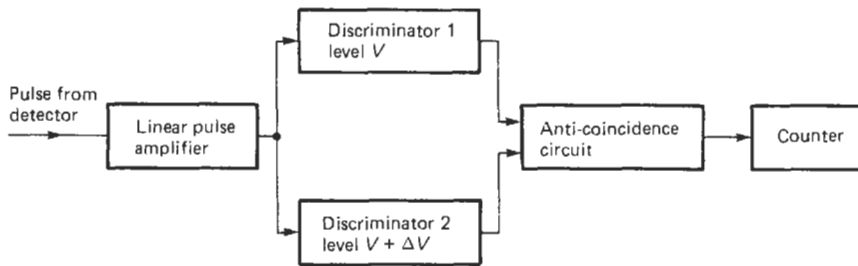 Pulse from
detector
Linear pulse
amplifier
Discriminator 1
level V
Discriminator 2
level V + ΔV
Anti-coincidence
circuit
Counter